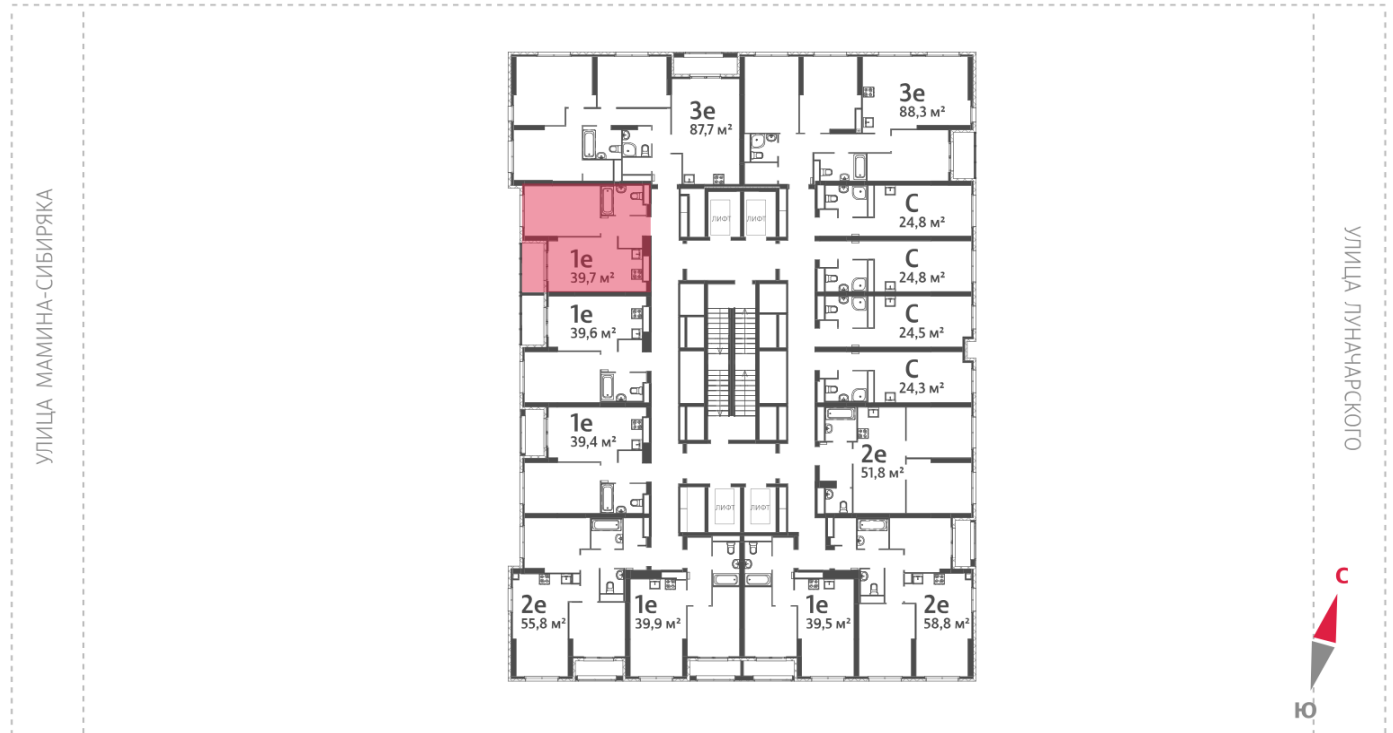 УЛИЦА МАМИНА-СИБИРЯКА
3е
87,7 м²
3е
88,3 м²
С
24,8 м²
ЛИФТ
ЛИФТ
1е
39,7 м²
С
24,8 м²
1е
39,6 м²
С
24,5 м²
С
24,3 м²
1е
39,4 м²
2е
51,8 м²
ЛИФТ
ЛИФТ
2е
55,8 м²
1е
39,9 м²
1е
39,5 м²
2е
58,8 м²
УЛИЦА ЛУНАЧАРСКОГО
С
Ю